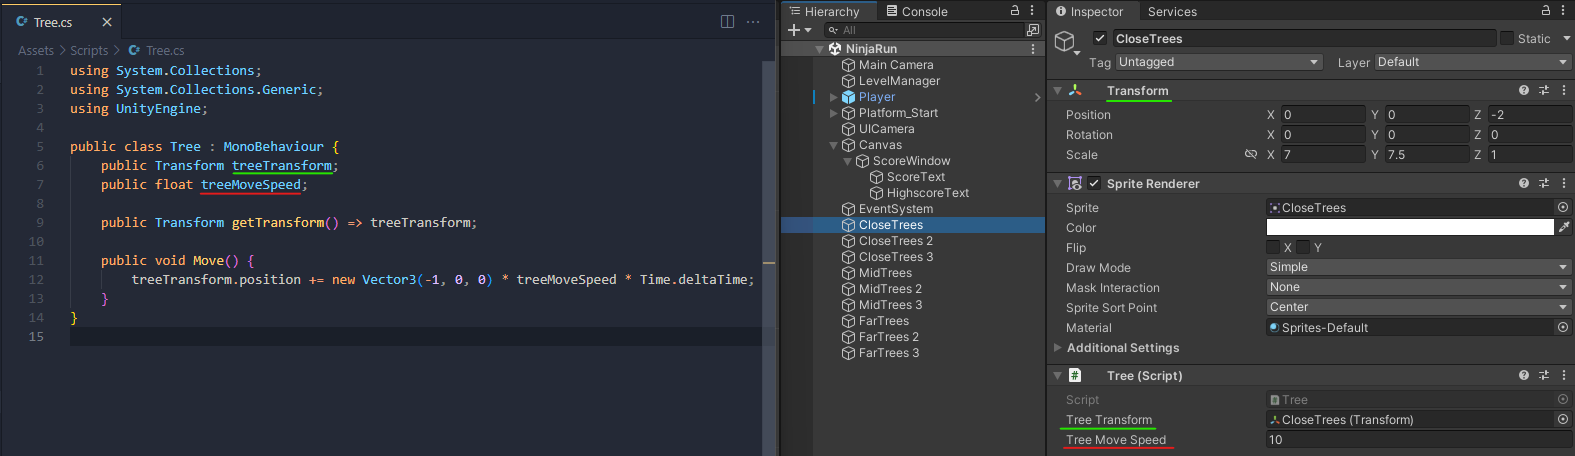 Tree.cs
Assets > Scripts > Tree.cs
1 using System.Collections;
2 using System.Collections.Generic;
3 using UnityEngine;
4
5 public class Tree : MonoBehaviour {
6 public Transform treeTransform;
7 public float treeMoveSpeed;
8
9 public Transform getTransform() => treeTransform;
10
11 public void Move() {
12 treeTransform.position += new Vector3(-1, 0, 0) * treeMoveSpeed * Time.deltaTime;
13 }
14 }
15
Hierarchy Console
All
NinjaRun
Main Camera
LevelManager
Player
Platform_Start
UICamera
Canvas
ScoreWindow
ScoreText
HighscoreText
EventSystem
CloseTrees
CloseTrees 2
CloseTrees 3
MidTrees
MidTrees 2
MidTrees 3
FarTrees
FarTrees 2
FarTrees 3
Inspector Services
CloseTrees Static
Tag Untagged Layer Default
Transform
Position X 0 Y 0 Z -2
Rotation X 0 Y 0 Z 0
Scale X 7 Y 7.5 Z 1
Sprite Renderer
Sprite CloseTrees
Color
Flip X Y
Draw Mode Simple
Mask Interaction None
Sprite Sort Point Center
Material Sprites-Default
Additional Settings
# Tree (Script)
Script Tree
Tree Transform CloseTrees (Transform)
Tree Move Speed 10